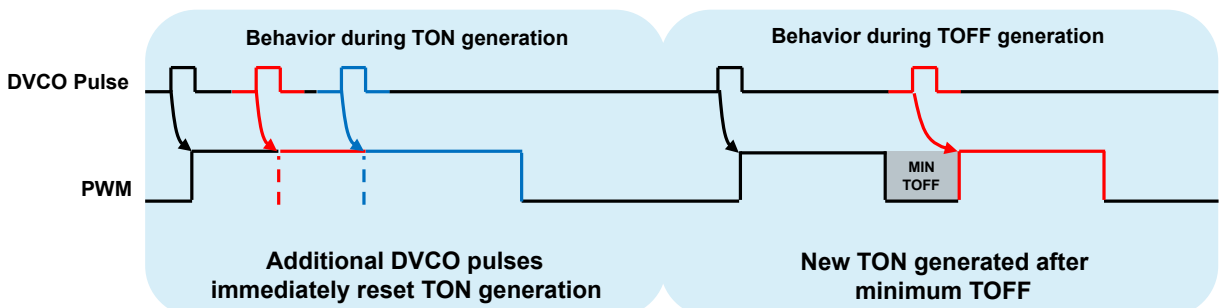 Behavior during TON generation
Behavior during TOFF generation
DVCO Pulse
PWM
MIN
TOFF
Additional DVCO pulses
immediately reset TON generation
New TON generated after
minimum TOFF